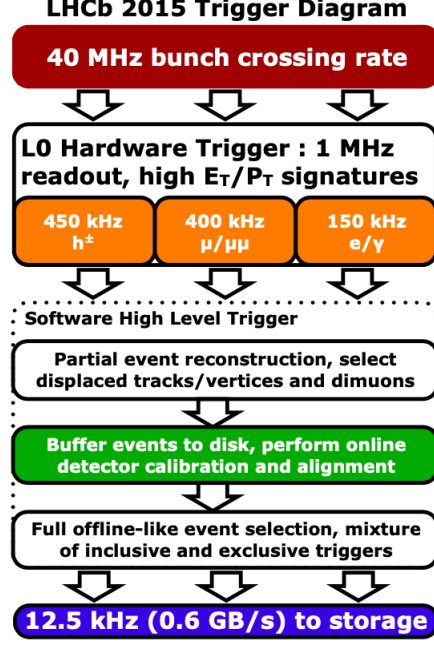 LHCb 2015 Trigger Diagram
40 MHz bunch crossing rate
L0 Hardware Trigger : 1 MHz
readout, high E_T/P_T signatures
450 kHz
h±
400 kHz
μ/μμ
150 kHz
e/γ
Software High Level Trigger
Partial event reconstruction, select
displaced tracks/vertices and dimuons
Buffer events to disk, perform online
detector calibration and alignment
Full offline-like event selection, mixture
of inclusive and exclusive triggers
12.5 kHz (0.6 GB/s) to storage